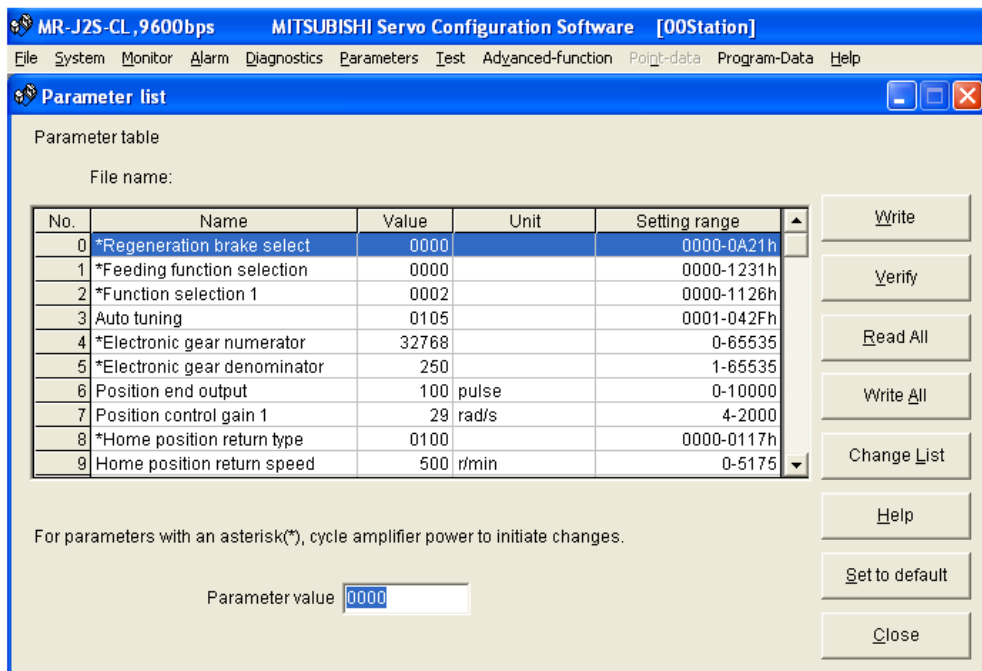 MR-J2S-CL,9600bps MITSUBISHI Servo Configuration Software [00Station]
File System Monitor Alarm Diagnostics Parameters Test Advanced-function Point-data Program-Data Help
Parameter list
Parameter table
File name:
No. Name Value Unit Setting range
0 *Regeneration brake select 0000 0000-0A21h
1 *Feeding function selection 0000 0000-1231h
2 *Function selection 1 0002 0000-1126h
3 Auto tuning 0105 0001-042Fh
4 *Electronic gear numerator 32768 0-65535
5 *Electronic gear denominator 250 1-65535
6 Position end output 100 pulse 0-10000
7 Position control gain 1 29 rad/s 4-2000
8 *Home position return type 0100 0000-0117h
9 Home position return speed 500 r/min 0-5175
For parameters with an asterisk(*), cycle amplifier power to initiate changes.
Parameter value 0000
Write
Verify
Read All
Write All
Change List
Help
Set to default
Close